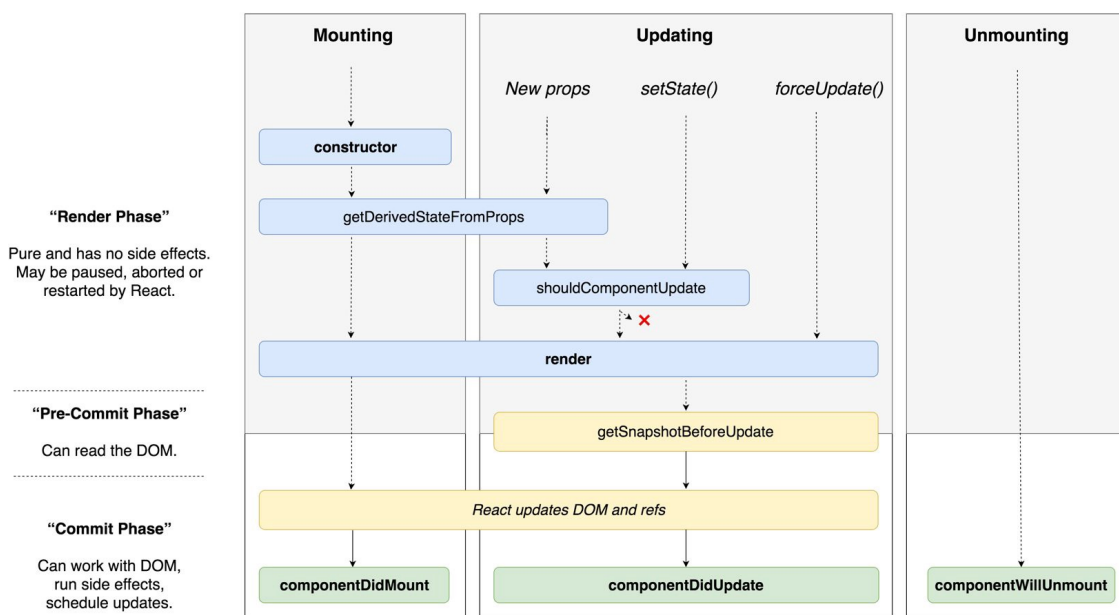 Mounting
Updating
Unmounting
New props
setState()
forceUpdate()
constructor
“Render Phase”
Pure and has no side effects.
May be paused, aborted or
restarted by React.
getDerivedStateFromProps
shouldComponentUpdate
render
“Pre-Commit Phase”
Can read the DOM.
getSnapshotBeforeUpdate
React updates DOM and refs
“Commit Phase”
Can work with DOM,
run side effects,
schedule updates.
componentDidMount
componentDidUpdate
componentWillUnmount